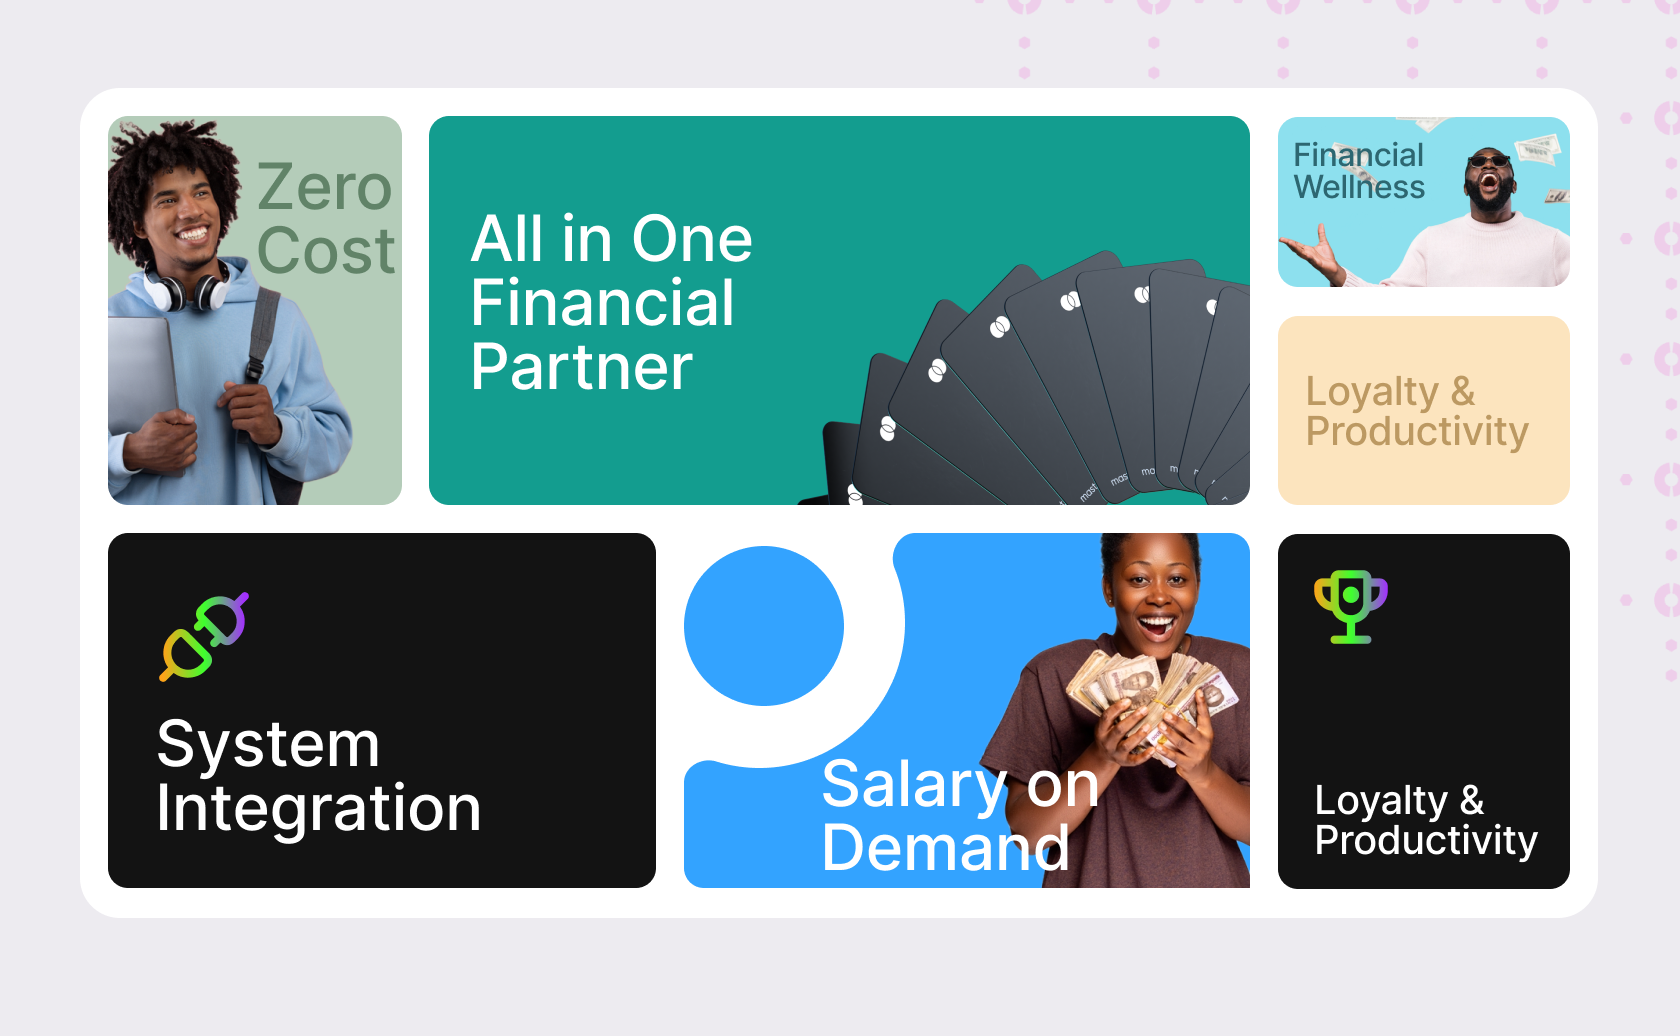 Zero
Cost
All in One
Financial
Partner
Financial
Wellness
Loyalty &
Productivity
System
Integration
Salary on
Demand
Loyalty &
Productivity